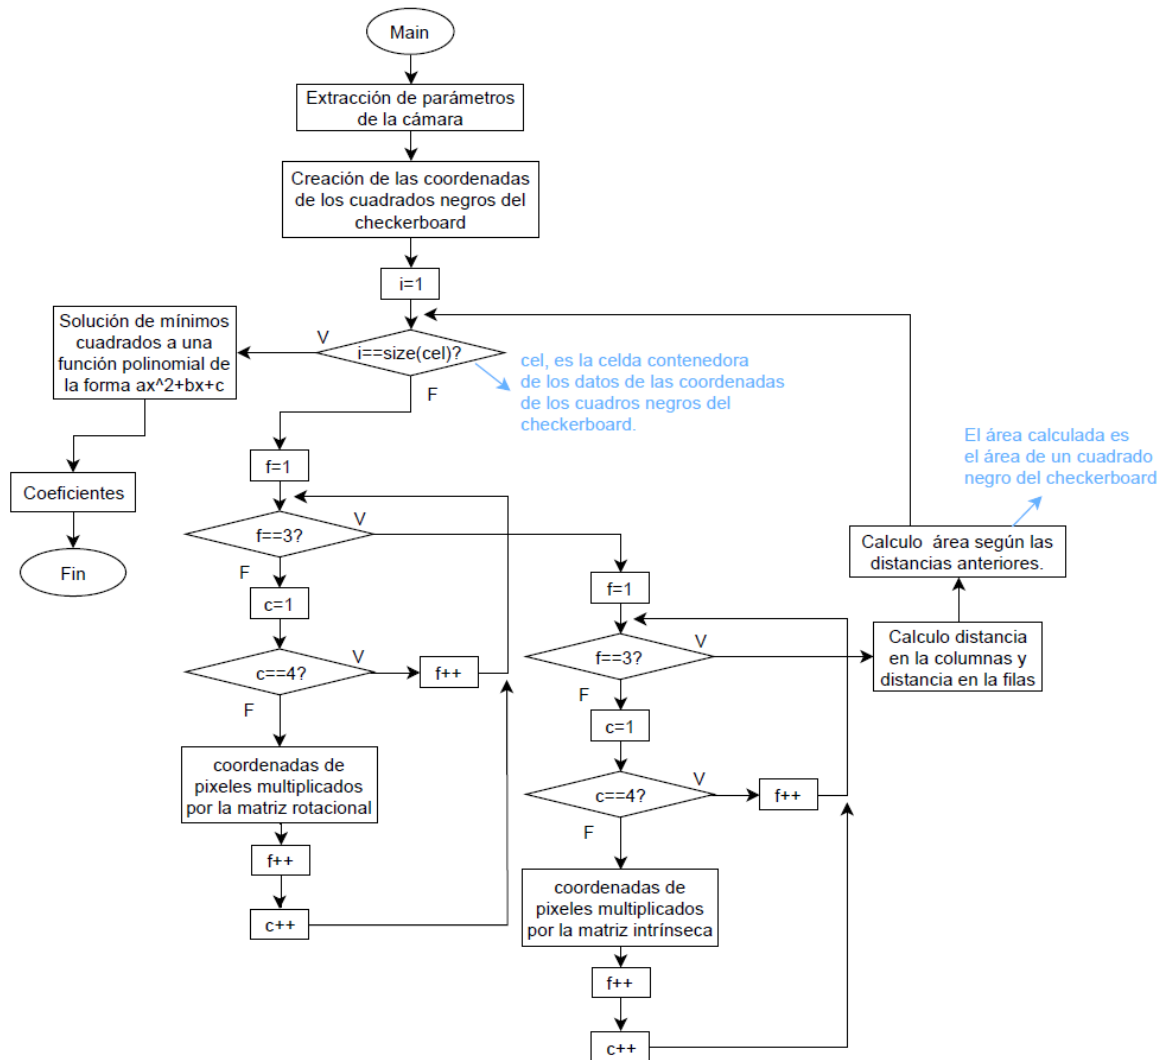 Main
Extracción de parámetros
de la cámara
Creación de las coordenadas
de los cuadrados negros del
checkerboard
i=1
Solución de mínimos
cuadrados a una
función polinomial de
la forma ax^2+bx+c
V
i==size(cel)?
F
cel, es la celda contenedora
de los datos de las coordenadas
de los cuadros negros del
checkerboard.
Coeficientes
Fin
f=1
f==3?
V
F
c=1
c==4?
V
f++
F
coordenadas de
pixeles multiplicados
por la matriz rotacional
f++
c++
f=1
f==3?
V
F
c=1
c==4?
V
f++
F
coordenadas de
pixeles multiplicados
por la matriz intrínseca
f++
c++
Calculo distancia
en la columnas y
distancia en la filas
Calculo área según las
distancias anteriores.
El área calculada es
el área de un cuadrado
negro del checkerboard